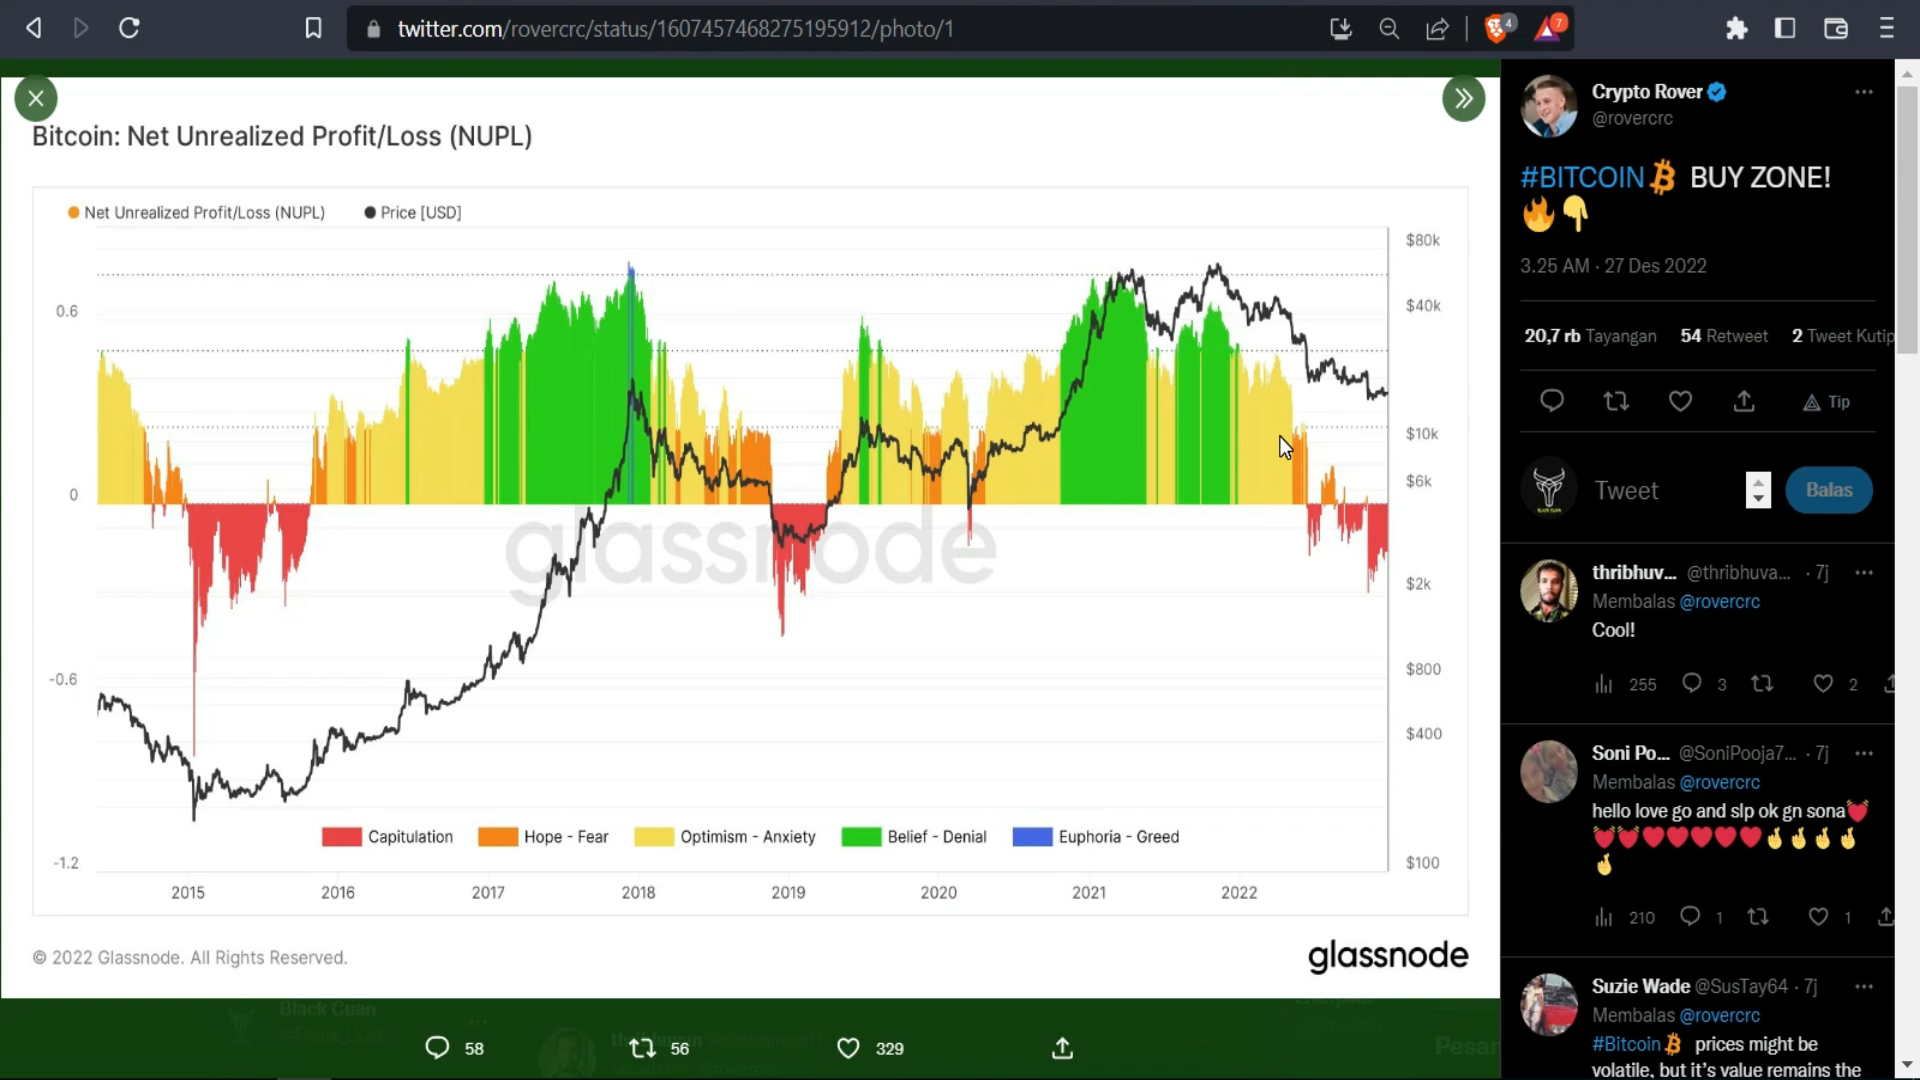 twitter.com/rovercrc/status/1607457468275195912/photo/1
4
7
Bitcoin: Net Unrealized Profit/Loss (NUPL)
Net Unrealized Profit/Loss (NUPL)
Price [USD]
0.6
0
-0.6
-1.2
$80k
$40k
$10k
$6k
$2k
$800
$400
$100
glassnode
Capitulation
Hope - Fear
Optimism - Anxiety
Belief - Denial
Euphoria - Greed
2015 2016 2017 2018 2019 2020 2021 2022
© 2022 Glassnode. All Rights Reserved.
glassnode
58
56
329
Crypto Rover
@rovercrc
#BITCOIN BUY ZONE!
🔥👇
3.25 AM · 27 Des 2022
20,7 rb Tayangan 54 Retweet 2 Tweet Kutip
Tip
Tweet
Balas
thribhuv... @thribhuva... · 7j
Membalas @rovercrc
Cool!
255 3 2
Soni Po... @SoniPooja7... · 7j
Membalas @rovercrc
hello love go and slp ok gn sona💓
💓💓❤❤❤❤❤🤞🤞🤞🤞
🤞
210 1 1
Suzie Wade @SusTay64 · 7j
Membalas @rovercrc
#Bitcoin prices might be
volatile, but it's value remains the